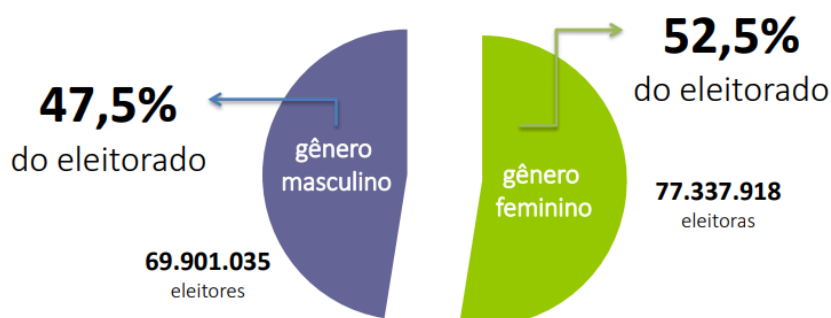 47,5%
do eleitorado
gênero
masculino
69.901.035
eleitores
52,5%
do eleitorado
gênero
feminino
77.337.918
eleitoras